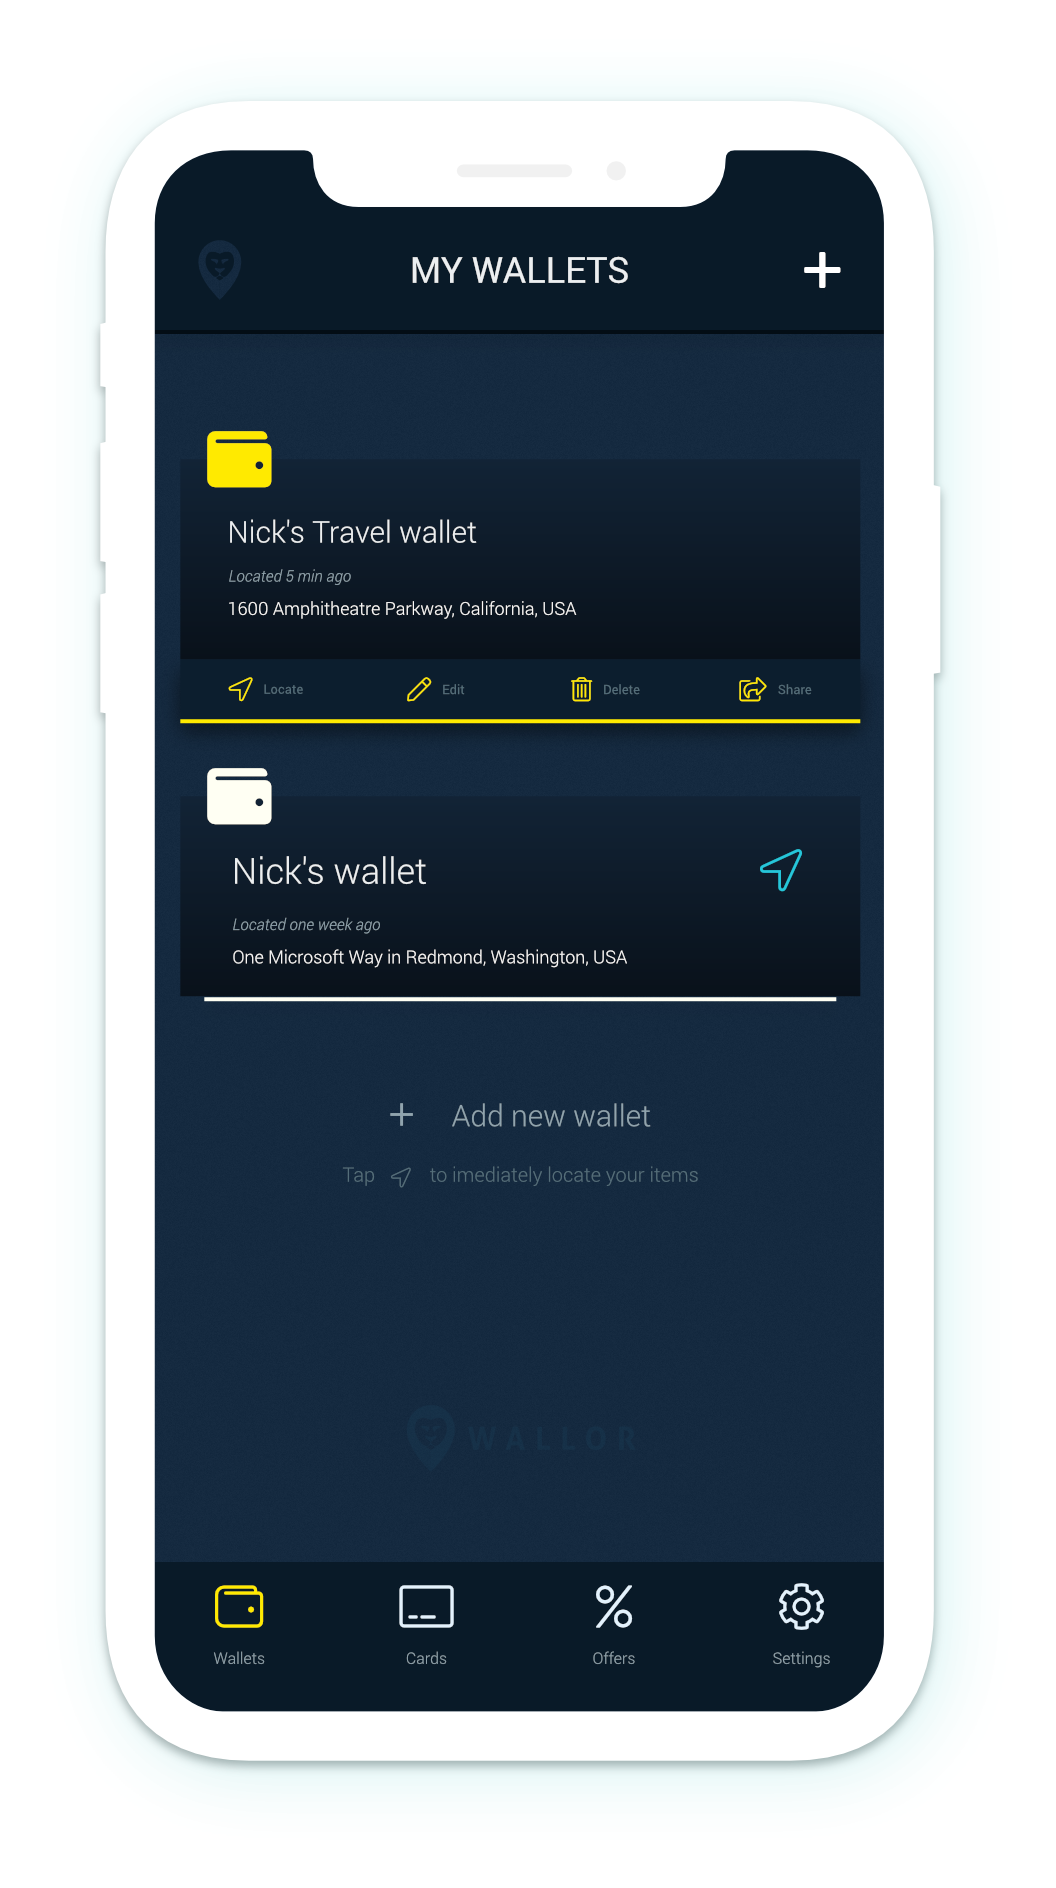 MY WALLETS
Nick's Travel wallet
Located 5 min ago
1600 Amphitheatre Parkway, California, USA
Locate Edit Delete Share
Nick's wallet
Located one week ago
One Microsoft Way in Redmond, Washington, USA
+ Add new wallet
Tap to imediately locate your items
WALLOR
Wallets Cards Offers Settings